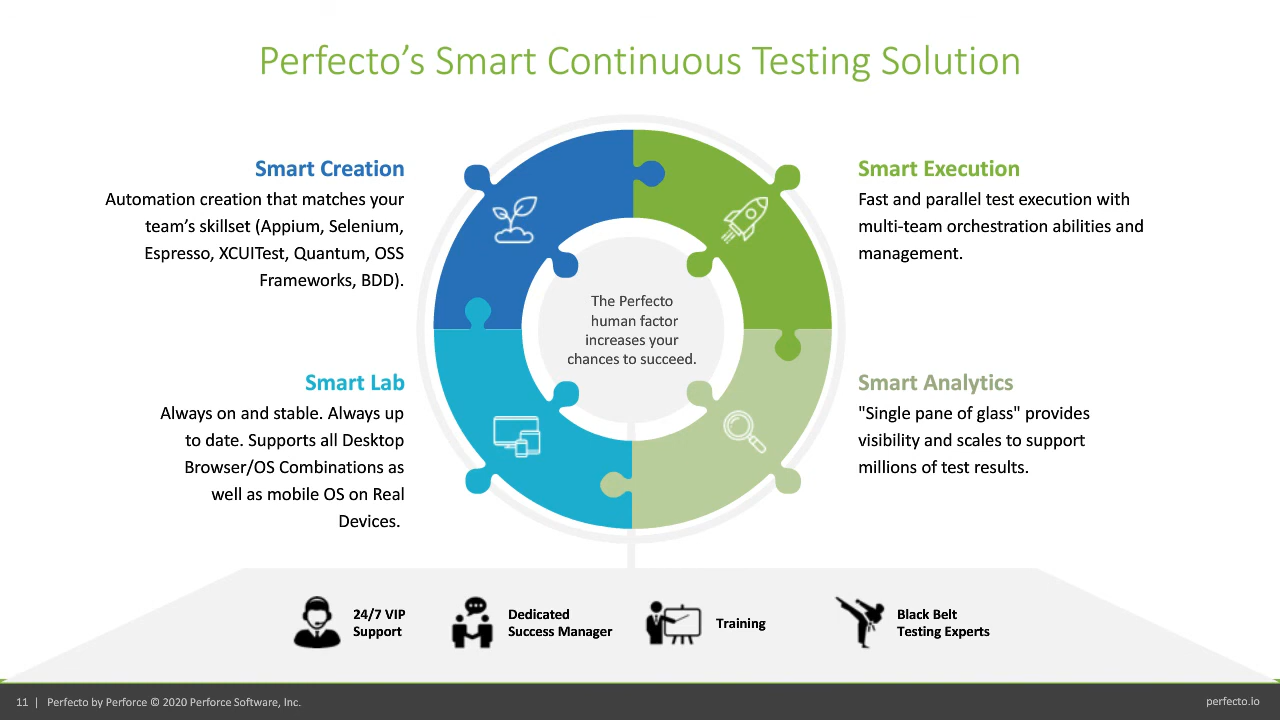 Perfecto’s Smart Continuous Testing Solution
Smart Creation
Automation creation that matches your
team’s skillset (Appium, Selenium,
Espresso, XCUITest, Quantum, OSS
Frameworks, BDD).
Smart Execution
Fast and parallel test execution with
multi-team orchestration abilities and
management.
The Perfecto
human factor
increases your
chances to succeed.
Smart Lab
Always on and stable. Always up
to date. Supports all Desktop
Browser/OS Combinations as
well as mobile OS on Real
Devices.
Smart Analytics
"Single pane of glass" provides
visibility and scales to support
millions of test results.
24/7 VIP
Support
Dedicated
Success Manager
Training
Black Belt
Testing Experts
11 | Perfecto by Perforce © 2020 Perforce Software, Inc.
perfecto.io